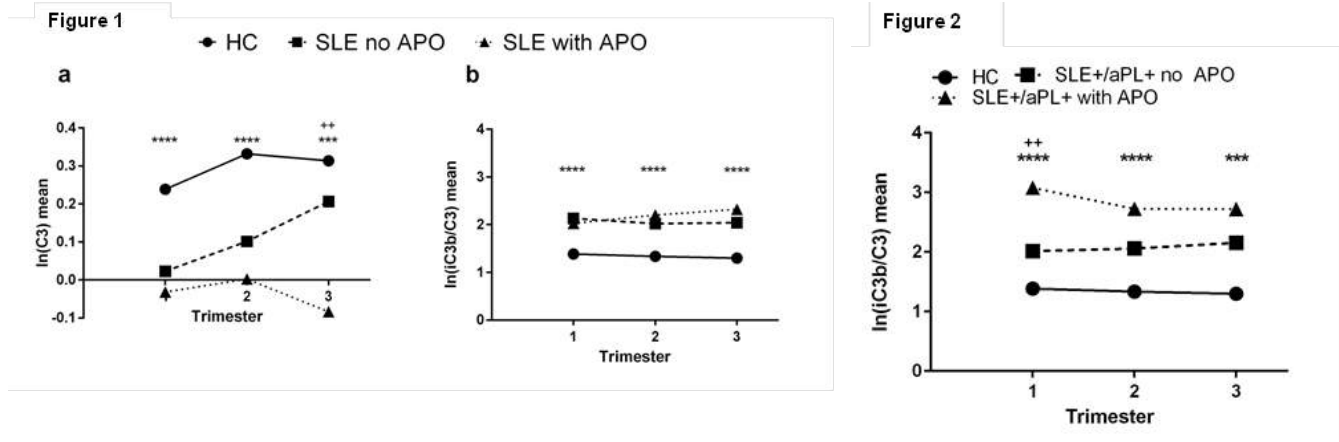 Figure 1
HC SLE no APO SLE with APO
a
ln(C3) mean
0.4
0.3
0.2
0.1
0.0
-0.1
**** **** ++
***
2 3
Trimester
b
ln(iC3b/C3) mean
4
3
2
1
0
**** **** ****
1 2 3
Trimester
Figure 2
HC SLE+/aPL+ no APO
SLE+/aPL+ with APO
ln(iC3b/C3) mean
4
3
2
1
0
++
**** **** ***
1 2 3
Trimester